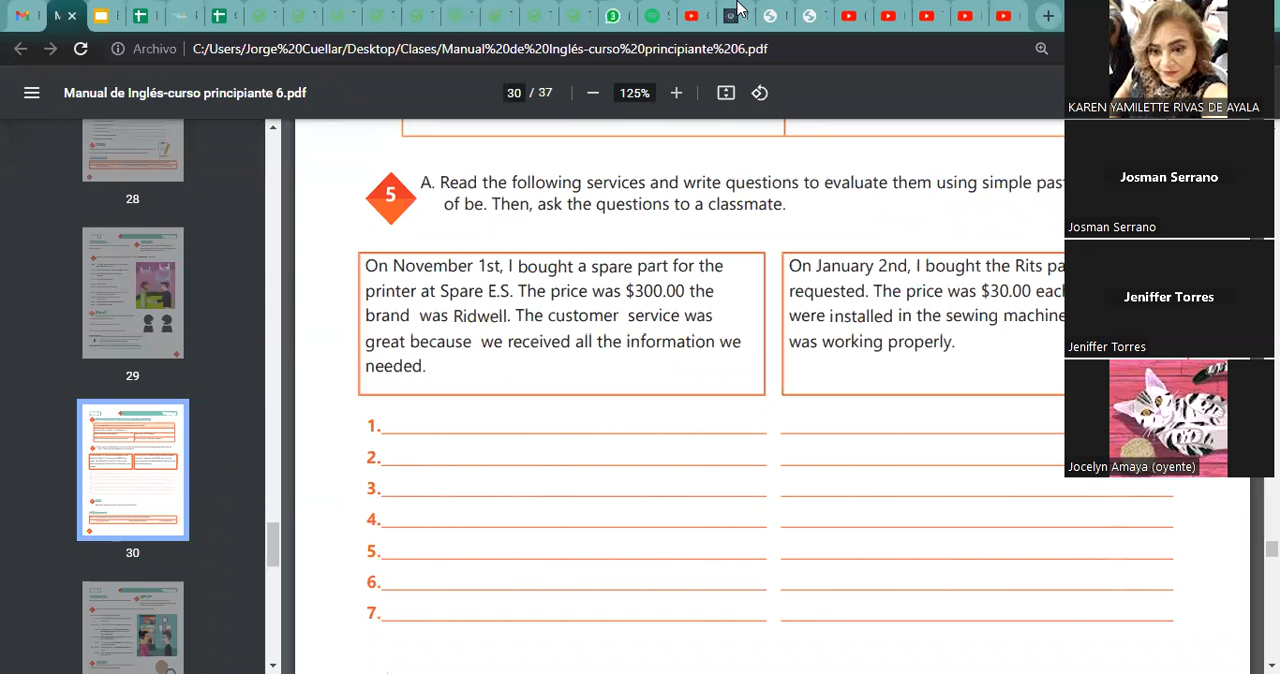 M
3
Archivo
C:/Users/Jorge%20Cuellar/Desktop/Clases/Manual%20de%20Inglés-curso%20principiante%206.pdf
Manual de Inglés-curso principiante 6.pdf
30 / 37
125%
28
29
30
5
A. Read the following services and write questions to evaluate them using simple pas
of be. Then, ask the questions to a classmate.
On November 1st, I bought a spare part for the
printer at Spare E.S. The price was $300.00 the
brand was Ridwell. The customer service was
great because we received all the information we
needed.
On January 2nd, I bought the Rits pa
requested. The price was $30.00 eac
were installed in the sewing machine
was working properly.
1.
2.
3.
4.
5.
6.
7.
KAREN YAMILETTE RIVAS DE AYALA
Josman Serrano
Josman Serrano
Jeniffer Torres
Jeniffer Torres
Jocelyn Amaya (oyente)